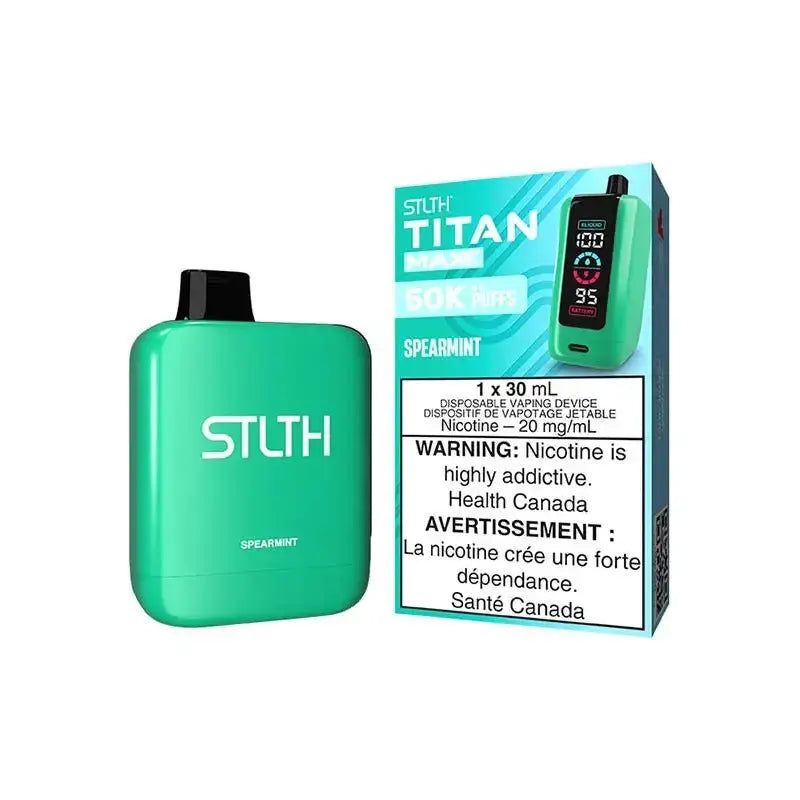 STLTH
SPEARMINT
STLTH
TITAN
MAX
50K PUFFS
SPEARMINT
ELIQUID
100
95
BATTERY
1 x 30 mL
DISPOSABLE VAPING DEVICE
DISPOSITIF DE VAPOTAGE JETABLE
Nicotine – 20 mg/mL
WARNING: Nicotine is
highly addictive.
Health Canada
AVERTISSEMENT :
La nicotine crée une forte
dépendance.
Santé Canada